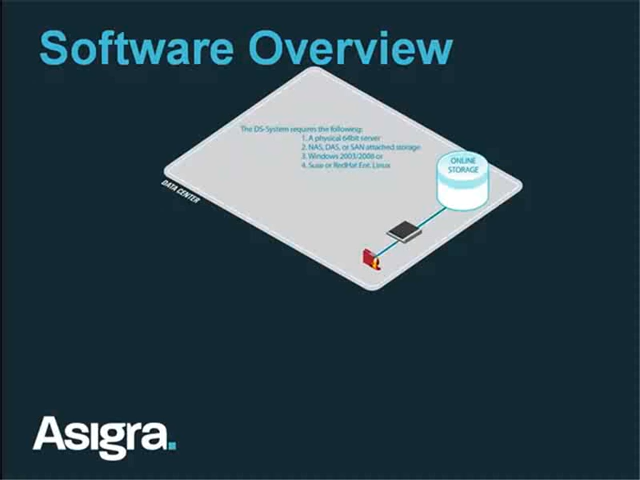 Software Overview
The DS-System requires the following:
1. A physical 64bit server
2. NAS, DAS, or SAN attached storage
3. Windows 2003/2008 or
4. Suse or RedHat Ent. Linux
ONLINE
STORAGE
DATA CENTER
Asigra.